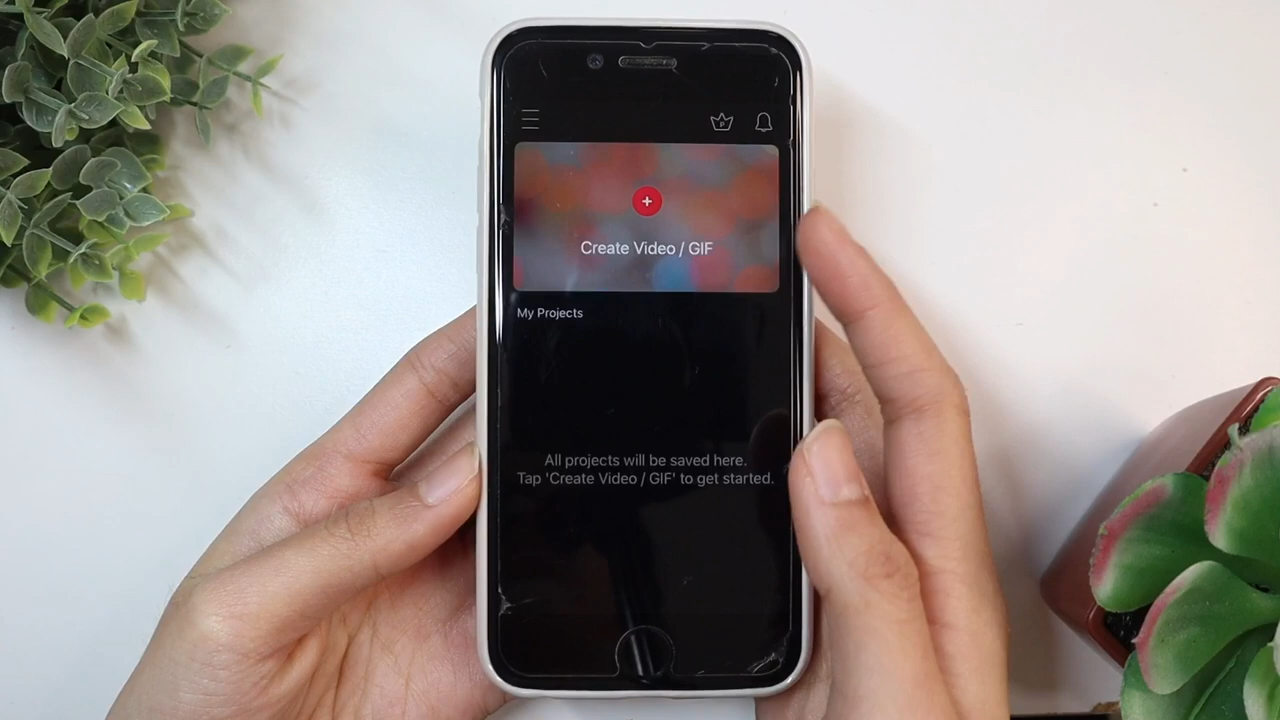 Create Video / GIF
My Projects
All projects will be saved here.
Tap 'Create Video / GIF' to get started.